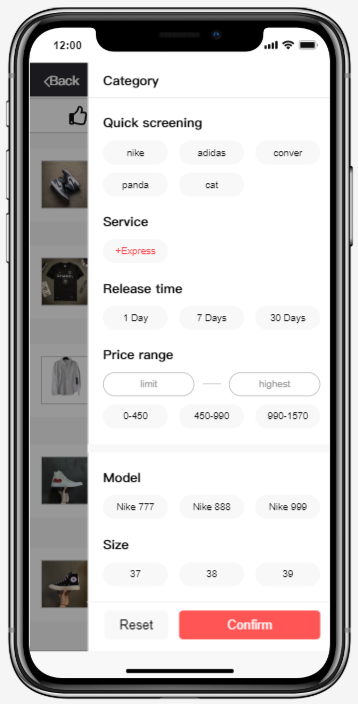 12:00
Back
Category
Quick screening
nike adidas conver
panda cat
Service
+Express
Release time
1 Day 7 Days 30 Days
Price range
limit — highest
0-450 450-990 990-1570
Model
Nike 777 Nike 888 Nike 999
Size
37 38 39
Reset Confirm